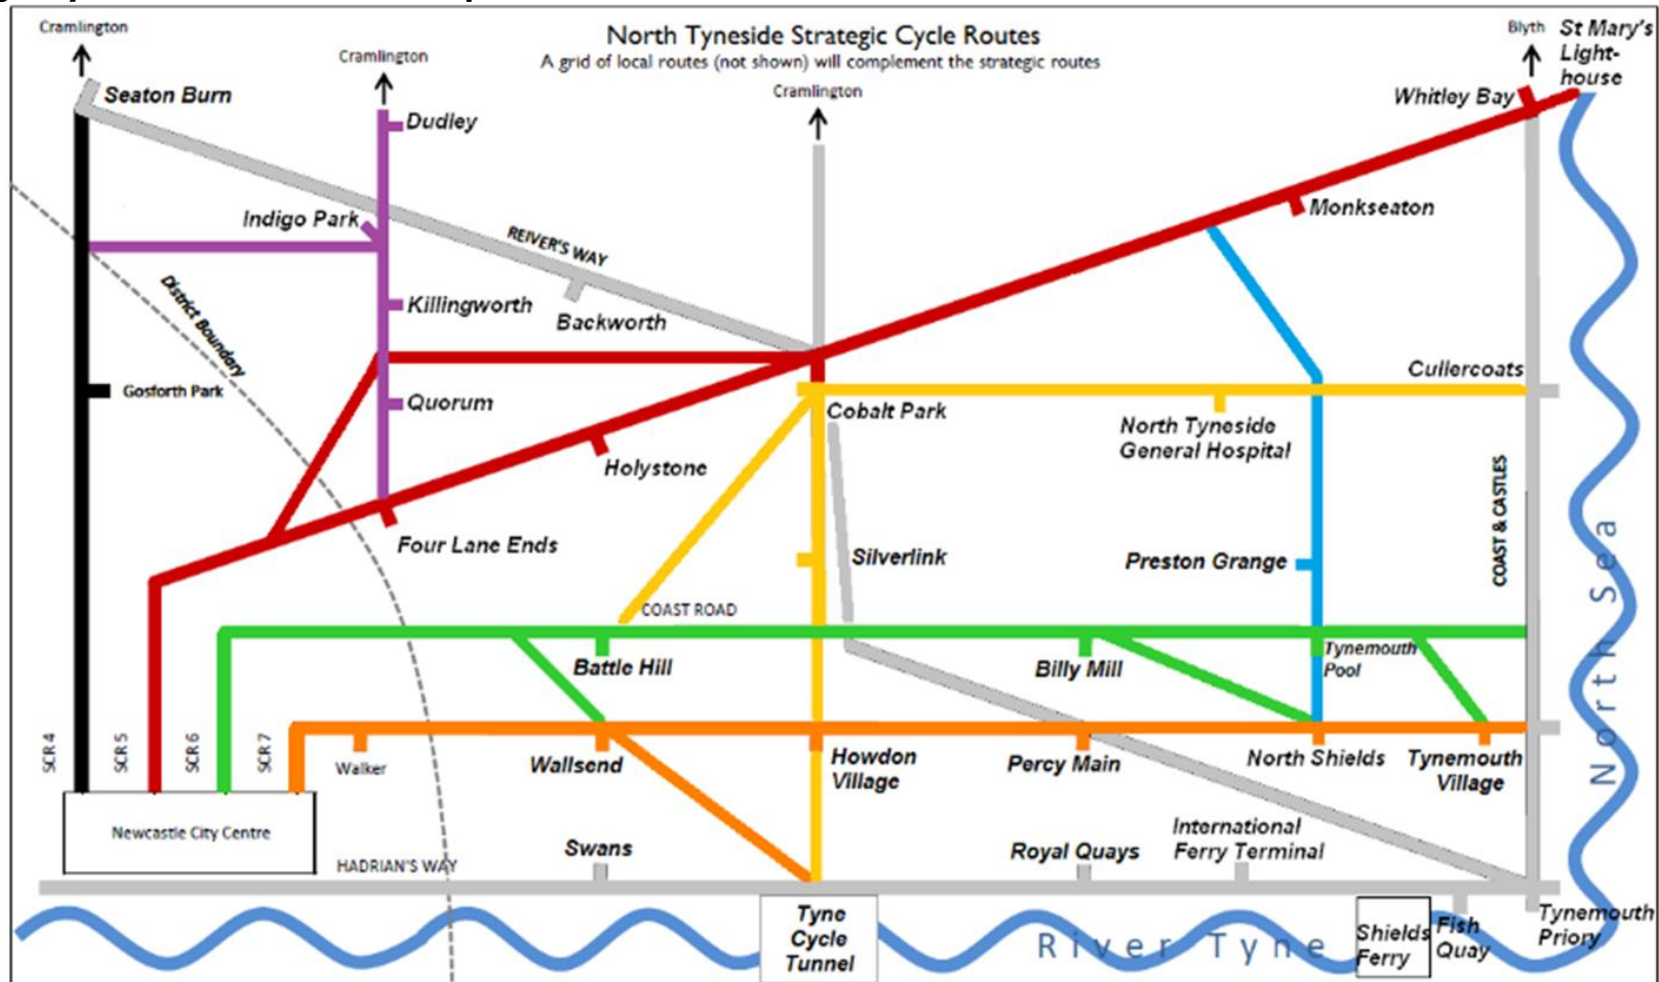 Cramlington
North Tyneside Strategic Cycle Routes
A grid of local routes (not shown) will complement the strategic routes
Cramlington
Cramlington
Blyth
St Mary's
Light-
house
Seaton Burn
Dudley
Whitley Bay
Indigo Park
REIVER'S WAY
Monkseaton
District Boundary
Killingworth
Backworth
Gosforth Park
Quorum
Cobalt Park
Cullercoats
North Tyneside
General Hospital
Holystone
Four Lane Ends
Silverlink
Preston Grange
COAST & CASTLES
North Sea
COAST ROAD
Battle Hill
Billy Mill
Tynemouth
Pool
SCR 4
SCR 5
SCR 6
SCR 7
Walker
Wallsend
Howdon
Village
Percy Main
North Shields
Tynemouth
Village
Newcastle City Centre
HADRIAN'S WAY
Swans
Royal Quays
International
Ferry Terminal
Tyne
Cycle
Tunnel
River Tyne
Shields
Ferry
Fish
Quay
Tynemouth
Priory